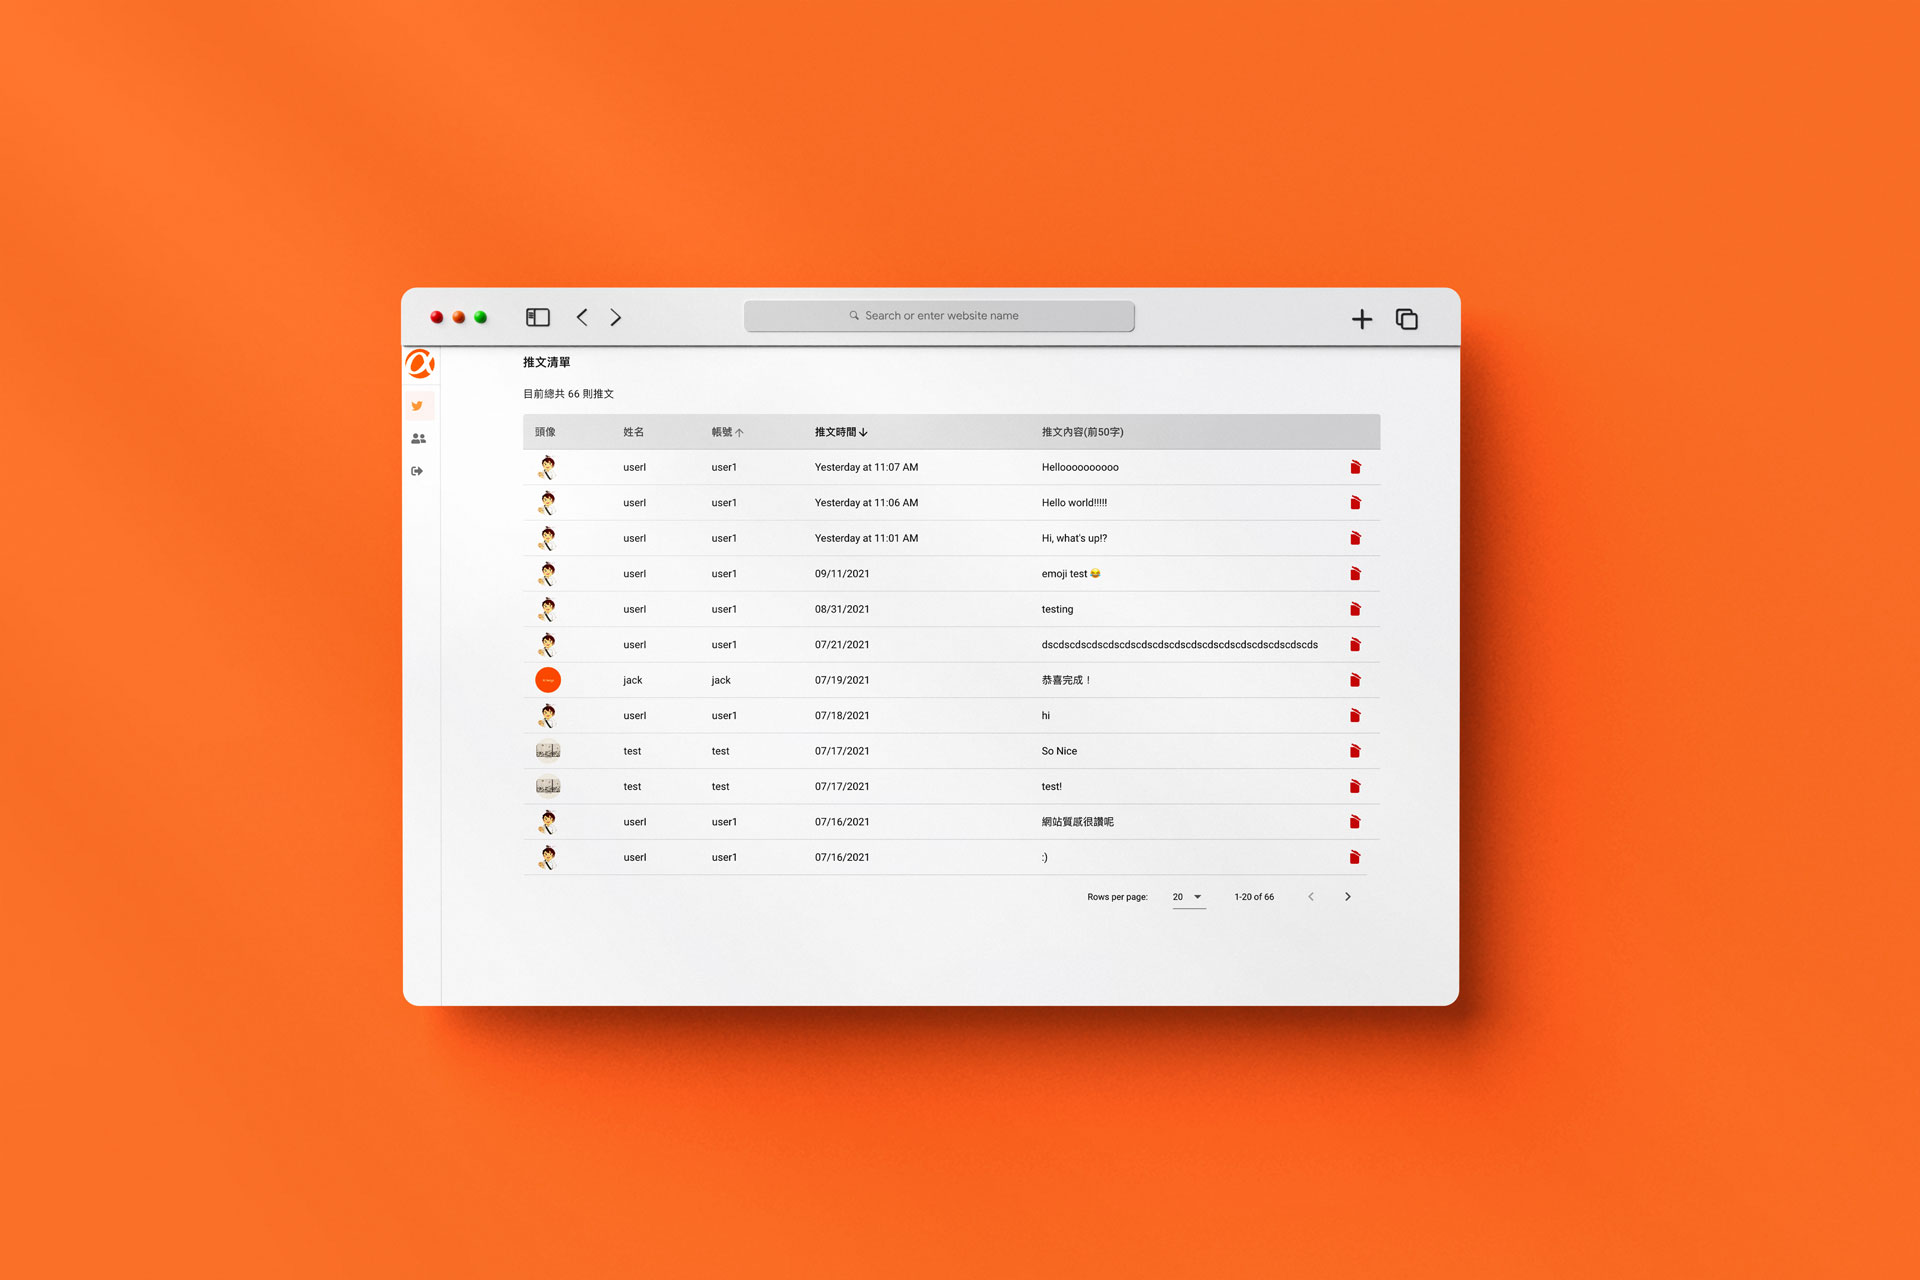 Search or enter website name
推文清單
目前總共 66 則推文
頭像 姓名 帳號 推文時間 推文內容(前50字)
userl user1 Yesterday at 11:07 AM Helloooooooooo
userl user1 Yesterday at 11:06 AM Hello world!!!!!
userl user1 Yesterday at 11:01 AM Hi, what's up!?
userl user1 09/11/2021 emoji test 😂
userl user1 08/31/2021 testing
userl user1 07/21/2021 dscdscdscdscdscdscdscdscdscdscdscdscdscdscdscdscds
jack jack 07/19/2021 恭喜完成！
userl user1 07/18/2021 hi
test test 07/17/2021 So Nice
test test 07/17/2021 test!
userl user1 07/16/2021 網站質感很讚呢
userl user1 07/16/2021 :)
Rows per page: 20 1-20 of 66